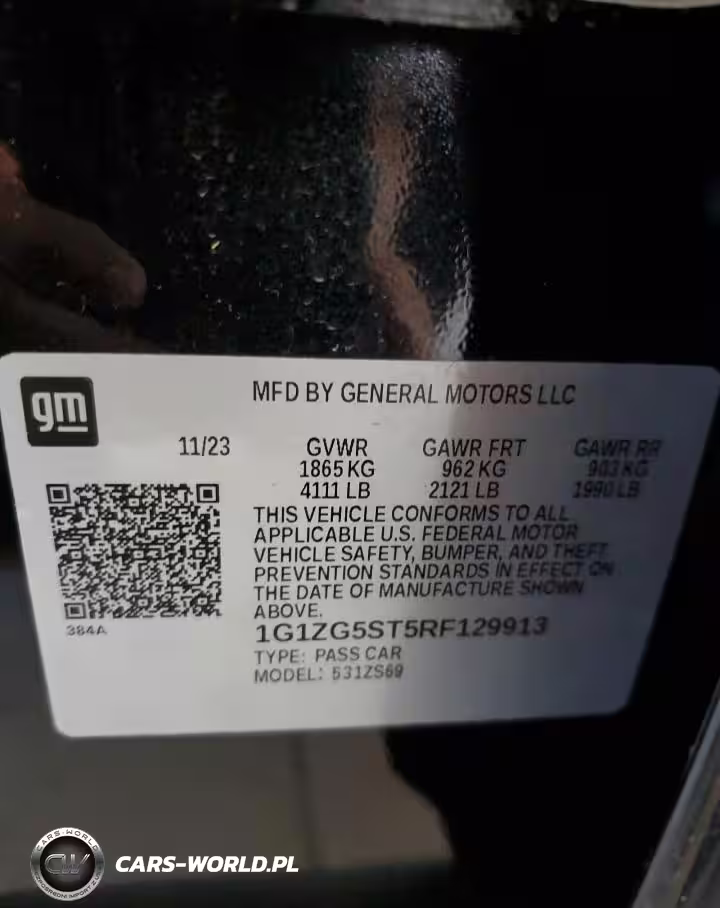 gm
MFD BY GENERAL MOTORS LLC
11/23 GVWR GAWR FRT GAWR RR
1865 KG 962 KG 903 KG
4111 LB 2121 LB 1990 LB
THIS VEHICLE CONFORMS TO ALL
APPLICABLE U.S. FEDERAL MOTOR
VEHICLE SAFETY, BUMPER, AND THEFT
PREVENTION STANDARDS IN EFFECT ON
THE DATE OF MANUFACTURE SHOWN
ABOVE.
384A
1G1ZG5ST5RF129913
TYPE: PASS CAR
MODEL: 531ZS69
CARS-WORLD
CW
CARS-WORLD.PL